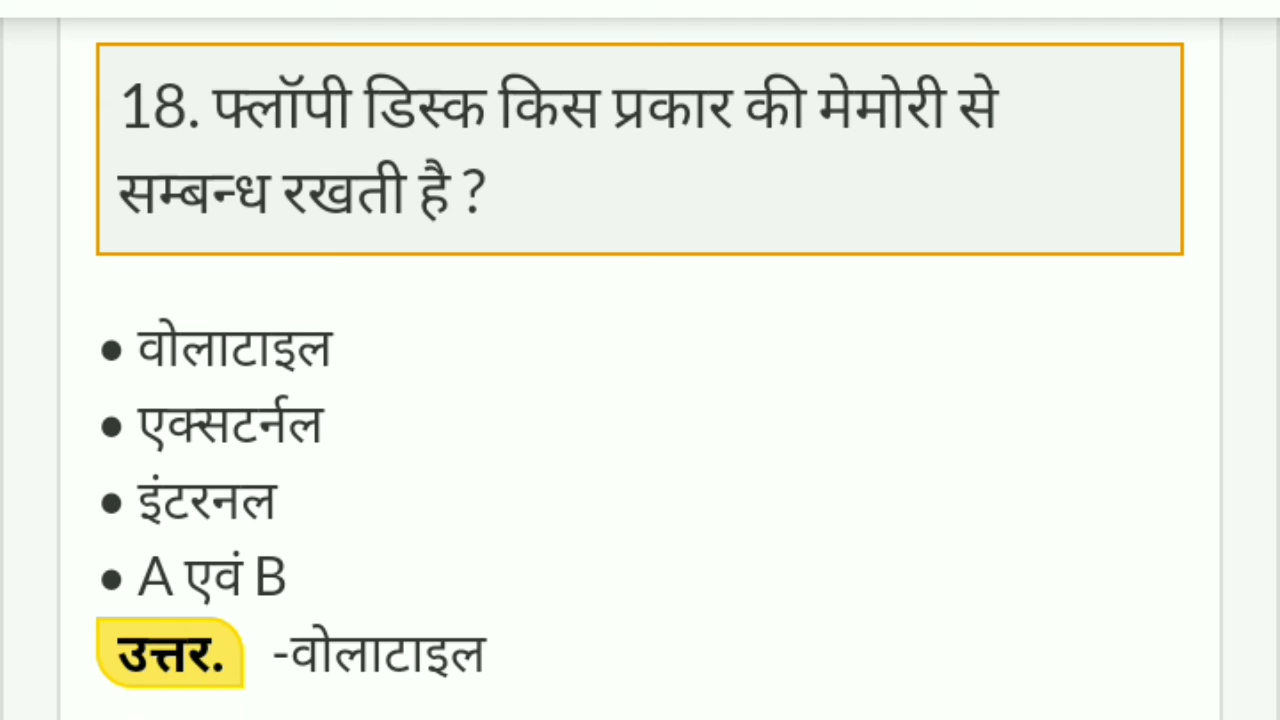 18. फ्लॉपी डिस्क किस प्रकार की मेमोरी से
सम्बन्ध रखती है ?
• वोलाटाइल
• एक्सटर्नल
• इंटरनल
• A एवं B
उत्तर. -वोलाटाइल